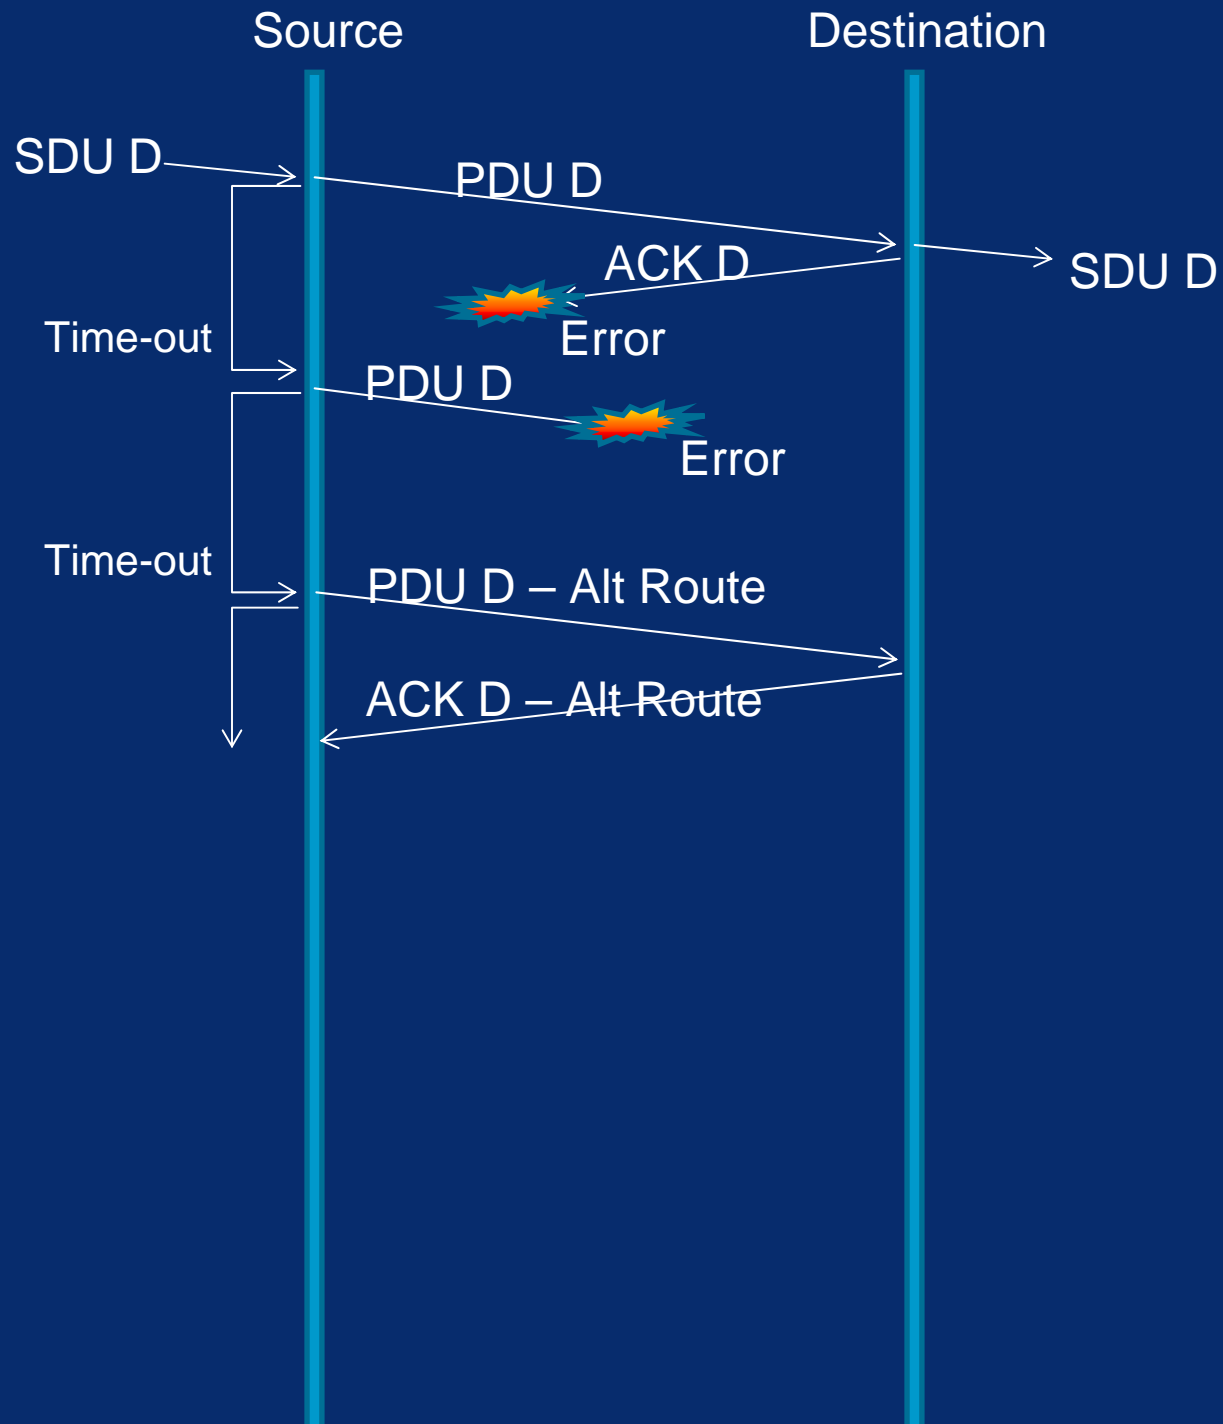 Source
Destination
SDU D
PDU D
ACK D
SDU D
Error
Time-out
PDU D
Error
Time-out
PDU D – Alt Route
ACK D – Alt Route